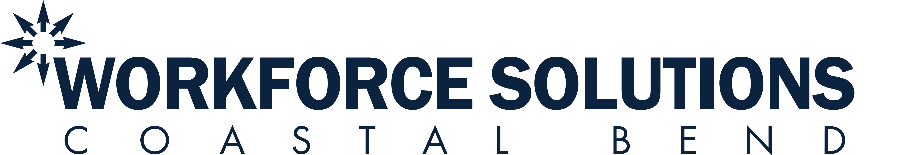 WORKFORCE SOLUTIONS
COASTAL BEND